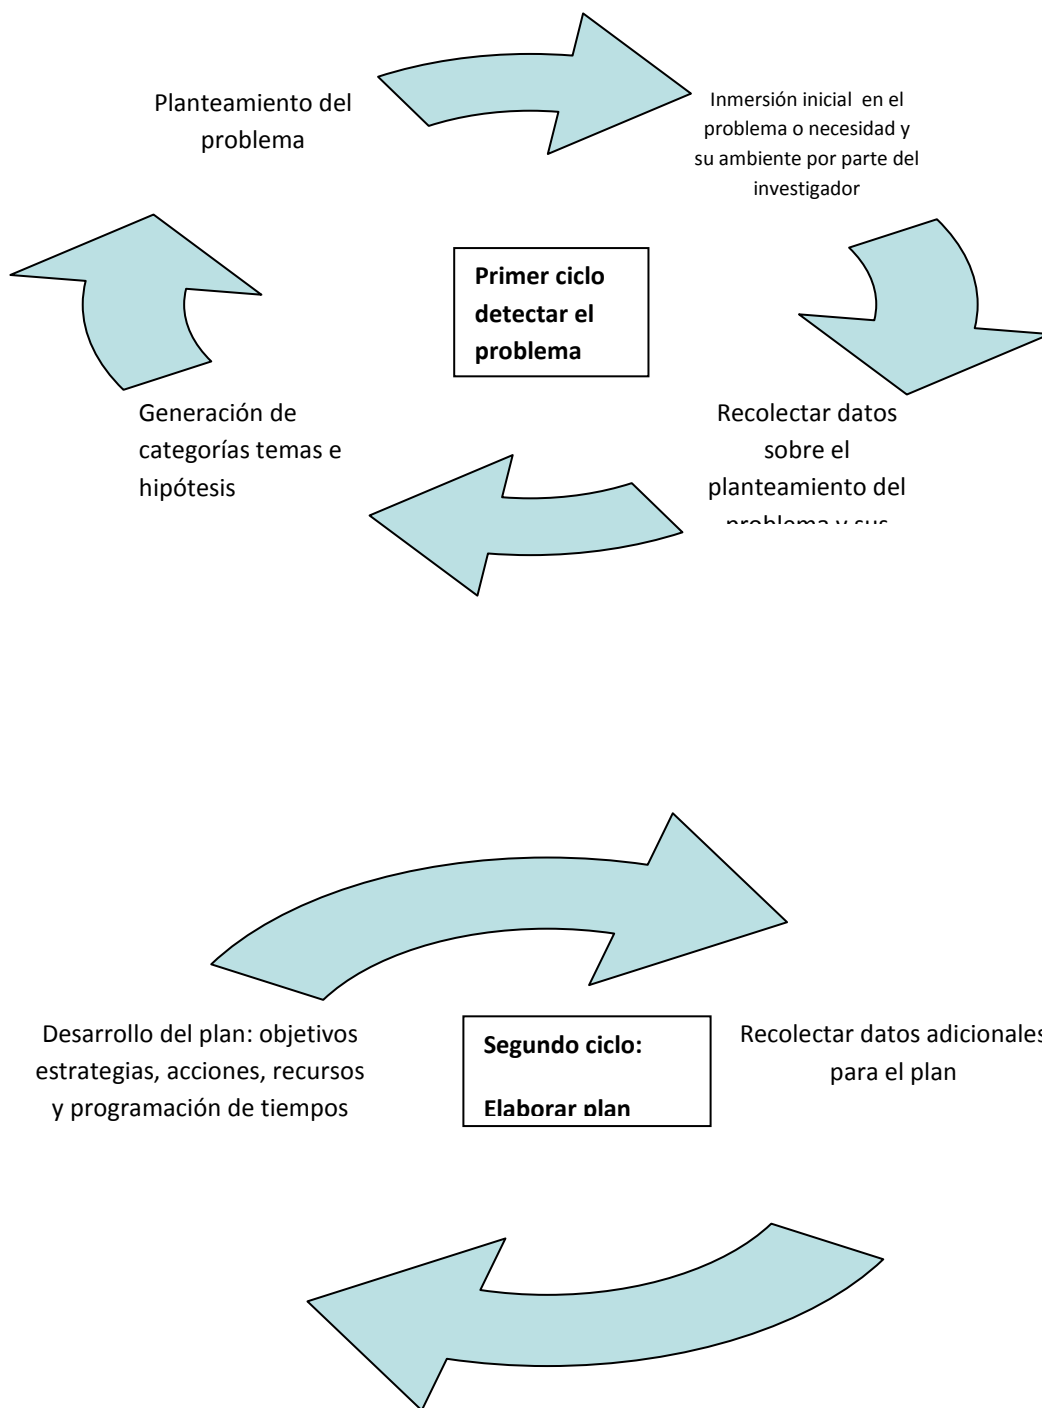 Planteamiento del
problema
Inmersión inicial  en el
problema o necesidad y
su ambiente por parte del
investigador
Primer ciclo
detectar el
problema
Generación de
categorías temas e
hipótesis
Recolectar datos
sobre el
planteamiento del
problema y sus
Desarrollo del plan: objetivos
estrategias, acciones, recursos
y programación de tiempos
Segundo ciclo:
Elaborar plan
Recolectar datos adicionales
para el plan